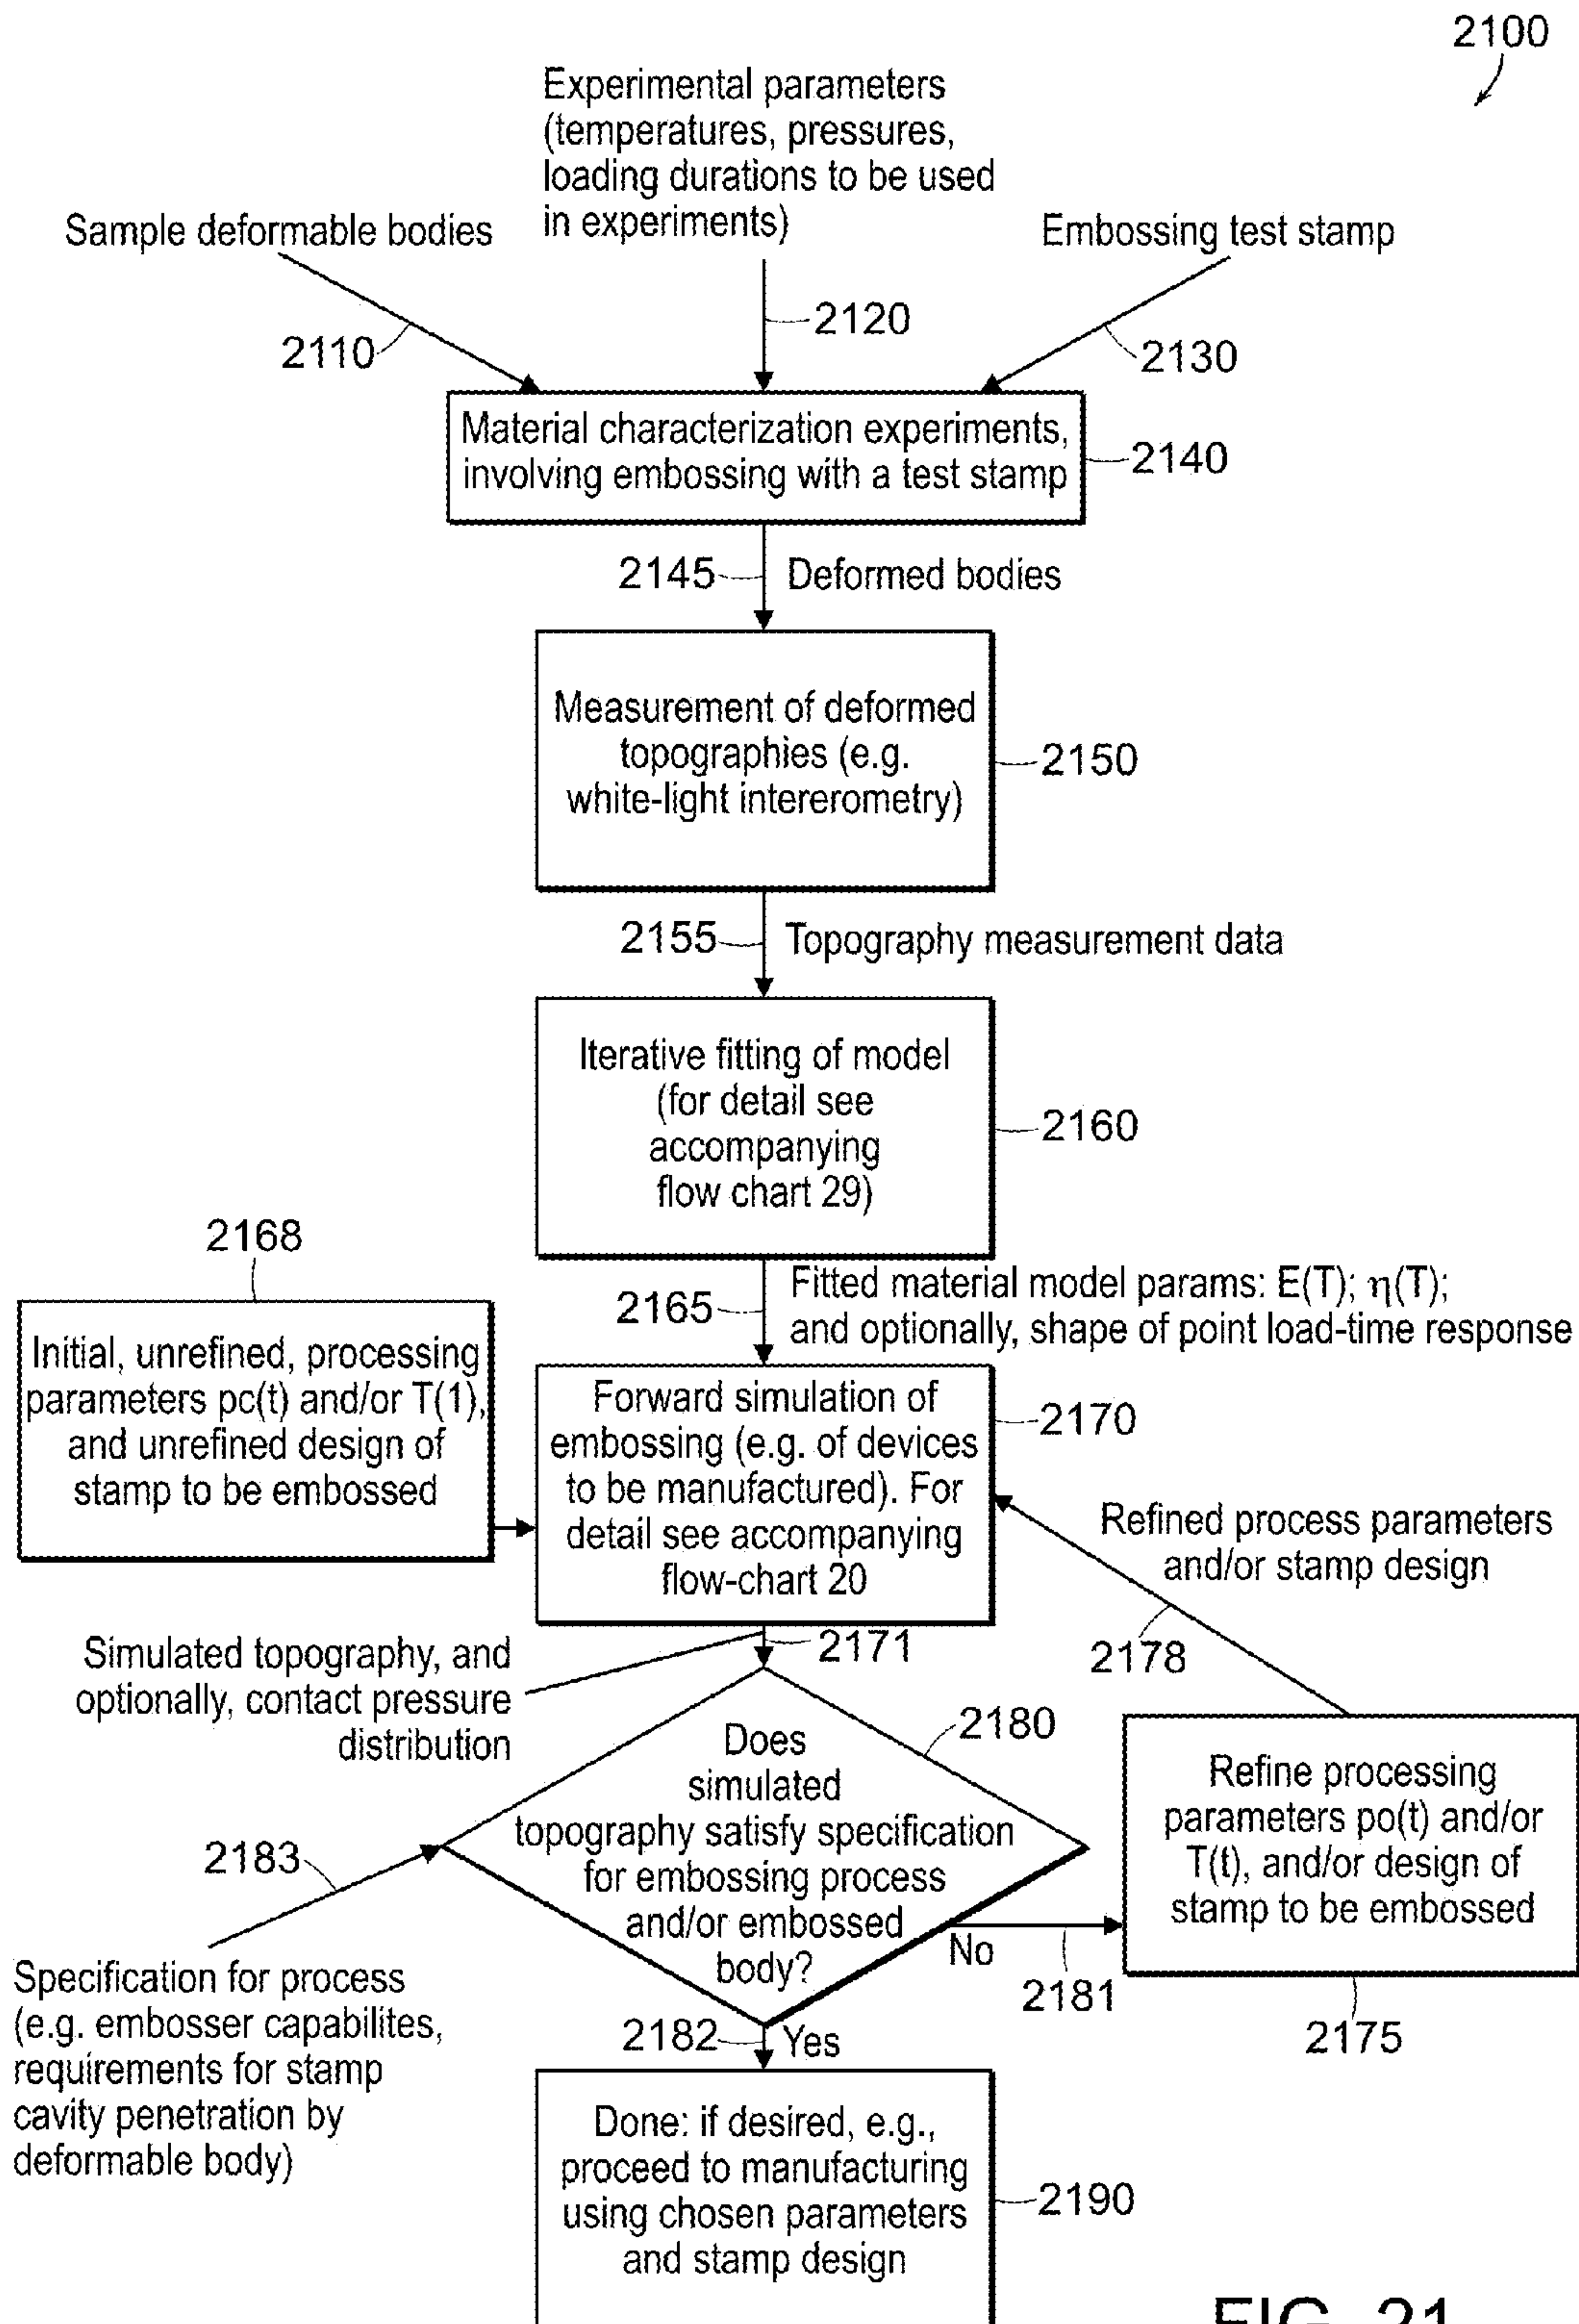 2100
Experimental parameters
(temperatures, pressures,
loading durations to be used
in experiments)
Sample deformable bodies
Embossing test stamp
2110
2120
2130
Material characterization experiments,
involving embossing with a test stamp
2140
2145
Deformed bodies
Measurement of deformed
topographies (e.g.
white-light intererometry)
2150
2155
Topography measurement data
Iterative fitting of model
(for detail see
accompanying
flow chart 29)
2160
2165
Fitted material model params: E(T); η(T);
and optionally, shape of point load-time response
2168
Initial, unrefined, processing
parameters pc(t) and/or T(1),
and unrefined design of
stamp to be embossed
Forward simulation of
embossing (e.g. of devices
to be manufactured). For
detail see accompanying
flow-chart 20
2170
Refined process parameters
and/or stamp design
2178
2171
Simulated topography, and
optionally, contact pressure
distribution
Does
simulated
topography satisfy specification
for embossing process
and/or embossed
body?
2180
Refine processing
parameters po(t) and/or
T(t), and/or design of
stamp to be embossed
2175
No
2181
2183
Specification for process
(e.g. embosser capabilites,
requirements for stamp
cavity penetration by
deformable body)
2182
Yes
Done: if desired, e.g.,
proceed to manufacturing
using chosen parameters
and stamp design
2190
FIG. 21